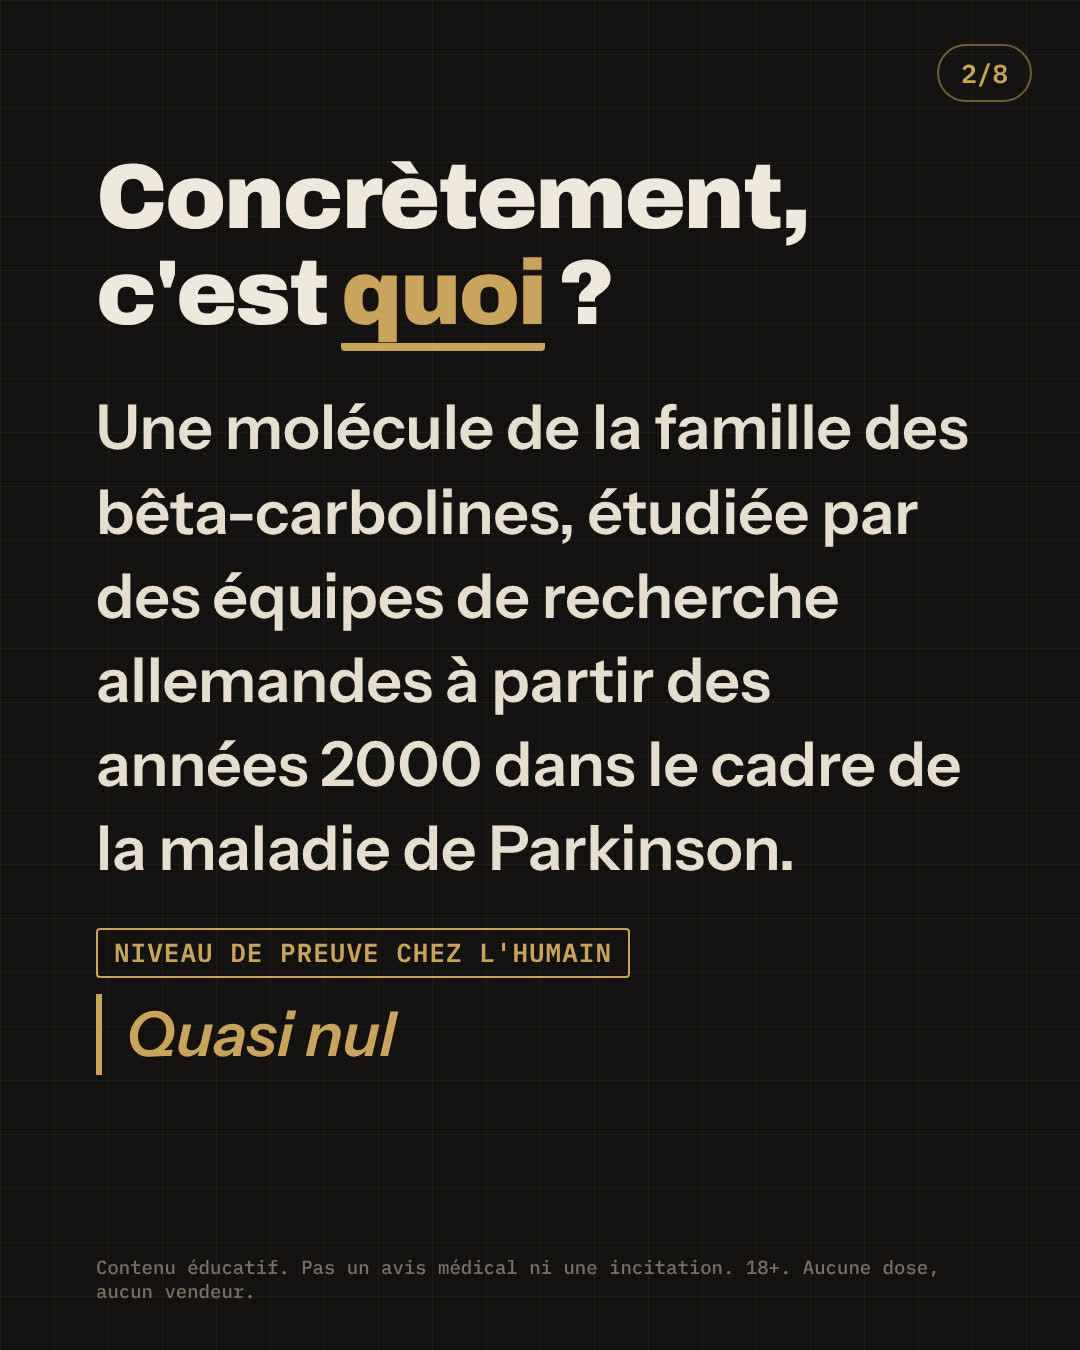 2/8
Concrètement,
c'est quoi ?
Une molécule de la famille des
bêta-carbolines, étudiée par
des équipes de recherche
allemandes à partir des
années 2000 dans le cadre de
la maladie de Parkinson.
NIVEAU DE PREUVE CHEZ L'HUMAIN
Quasi nul
Contenu éducatif. Pas un avis médical ni une incitation. 18+. Aucune dose,
aucun vendeur.